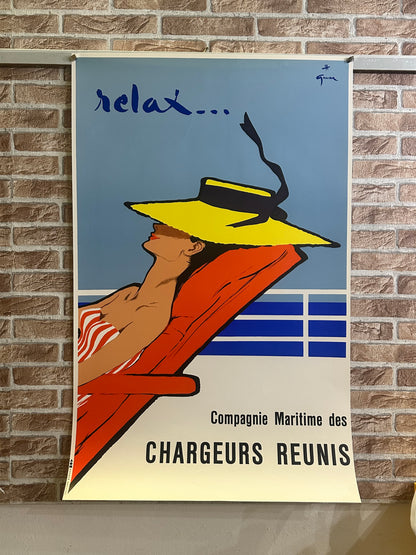 relax...
Gruau
Compagnie Maritime des
CHARGEURS REUNIS